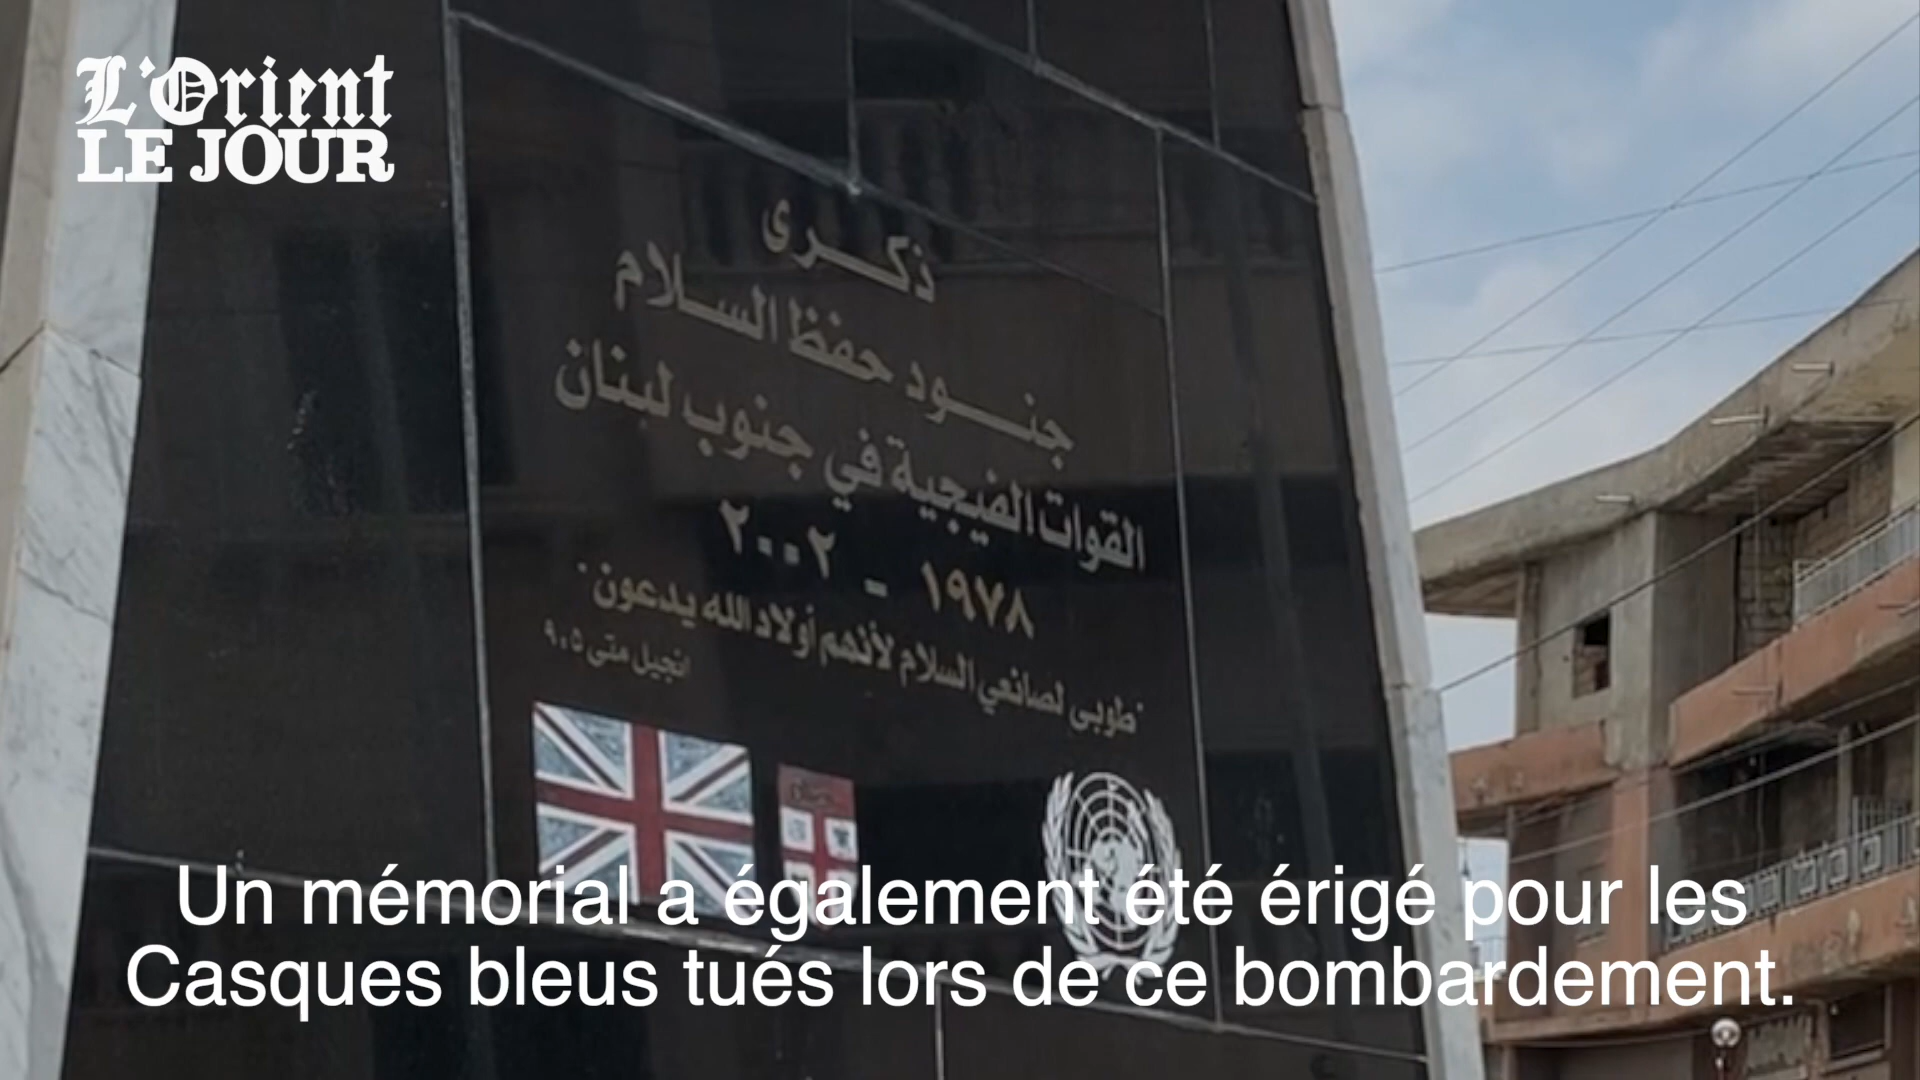 L'Orient
LE JOUR
ذكرى
جنود حفظ السلام
القوات الفيجية في جنوب لبنان
١٩٧٨ - ٢٠٠٢
"طوبى لصانعي السلام لأنهم أولاد الله يدعون"
انجيل متى ٩،٥
Un mémorial a également été érigé pour les
Casques bleus tués lors de ce bombardement.